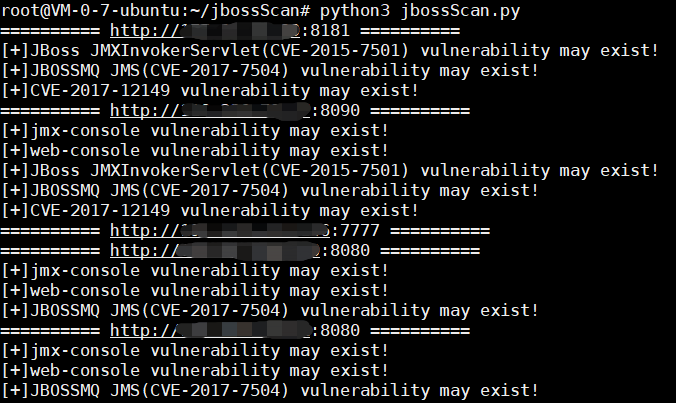 root@VM-0-7-ubuntu:~/jbossScan# python3 jbossScan.py
========== http://1 :8181 ==========
[+]JBoss JMXInvokerServlet(CVE-2015-7501) vulnerability may exist!
[+]JBOSSMQ JMS(CVE-2017-7504) vulnerability may exist!
[+]CVE-2017-12149 vulnerability may exist!
========== http:// :8090 ==========
[+]jmx-console vulnerability may exist!
[+]web-console vulnerability may exist!
[+]JBoss JMXInvokerServlet(CVE-2015-7501) vulnerability may exist!
[+]JBOSSMQ JMS(CVE-2017-7504) vulnerability may exist!
[+]CVE-2017-12149 vulnerability may exist!
========== http:// :7777 ==========
========== http:// :8080 ==========
[+]jmx-console vulnerability may exist!
[+]web-console vulnerability may exist!
[+]JBOSSMQ JMS(CVE-2017-7504) vulnerability may exist!
========== http:// :8080 ==========
[+]jmx-console vulnerability may exist!
[+]web-console vulnerability may exist!
[+]JBOSSMQ JMS(CVE-2017-7504) vulnerability may exist!